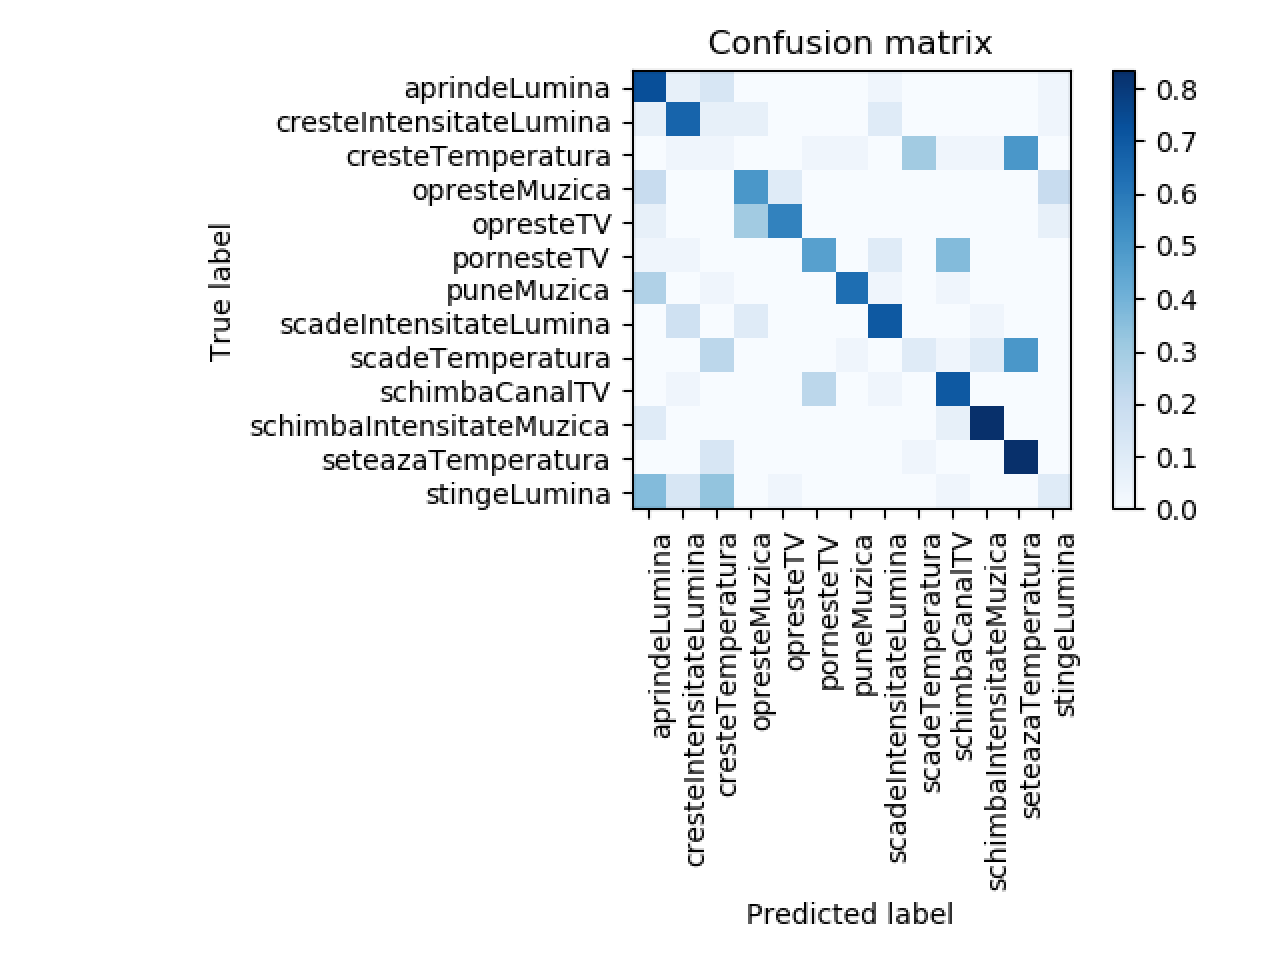 Confusion matrix
True label
aprindeLumina
cresteIntensitateLumina
cresteTemperatura
opresteMuzica
opresteTV
pornesteTV
puneMuzica
scadeIntensitateLumina
scadeTemperatura
schimbaCanalTV
schimbaIntensitateMuzica
seteazaTemperatura
stingeLumina
0.8
0.7
0.6
0.5
0.4
0.3
0.2
0.1
0.0
aprindeLumina
cresteIntensitateLumina
cresteTemperatura
opresteMuzica
opresteTV
pornesteTV
puneMuzica
scadeIntensitateLumina
scadeTemperatura
schimbaCanalTV
schimbaIntensitateMuzica
seteazaTemperatura
stingeLumina
Predicted label